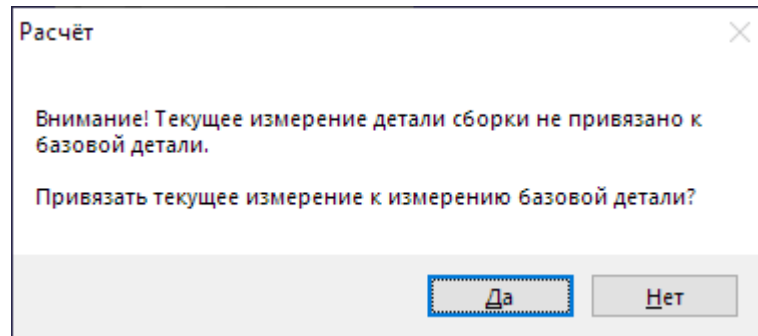 Расчёт
Внимание! Текущее измерение детали сборки не привязано к
базовой детали.
Привязать текущее измерение к измерению базовой детали?
Да
Нет